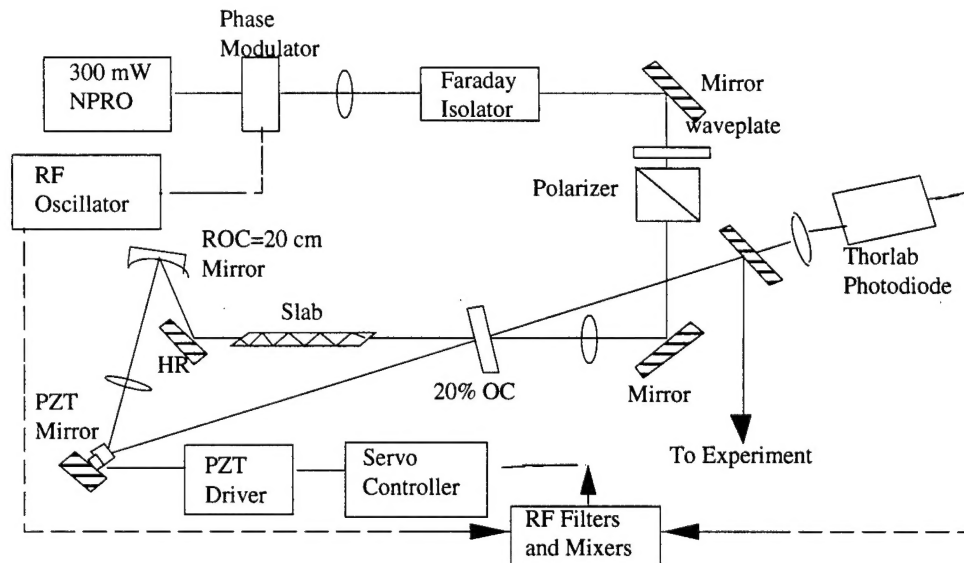 Phase
Modulator
300 mW
NPRO
Faraday
Isolator
Mirror
waveplate
RF
Oscillator
Polarizer
ROC=20 cm
Mirror
Thorlab
Photodiode
Slab
HR
20% OC
Mirror
PZT
Mirror
To Experiment
PZT
Driver
Servo
Controller
RF Filters
and Mixers